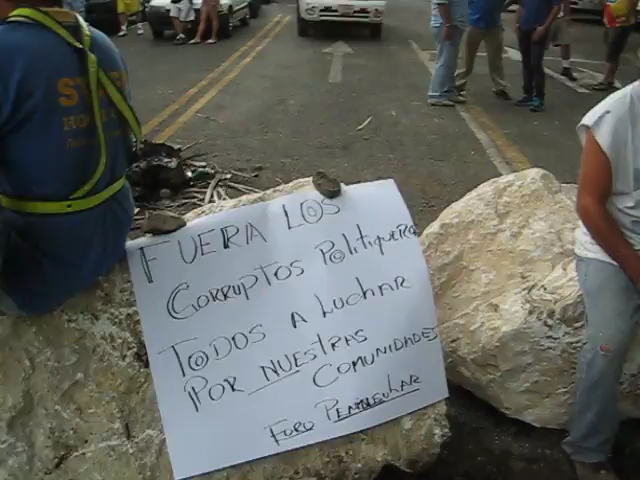 FUERA LOS
CORRUPTOS POLITIQUEROS
TODOS A LUCHAR
POR NUESTRAS
COMUNIDADES
FORO PENINSULAR